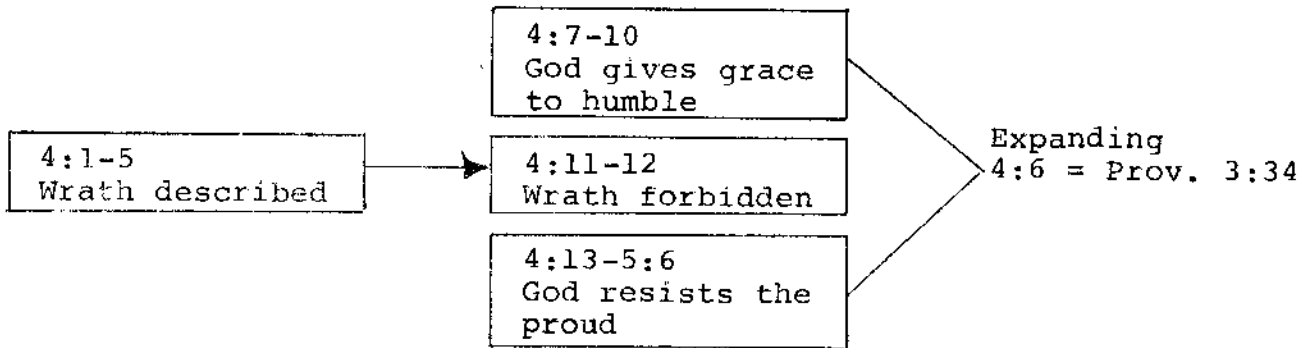 4:7-10
God gives grace
to humble
4:1-5
Wrath described
4:11-12
Wrath forbidden
4:13-5:6
God resists the
proud
Expanding
4:6 = Prov. 3:34